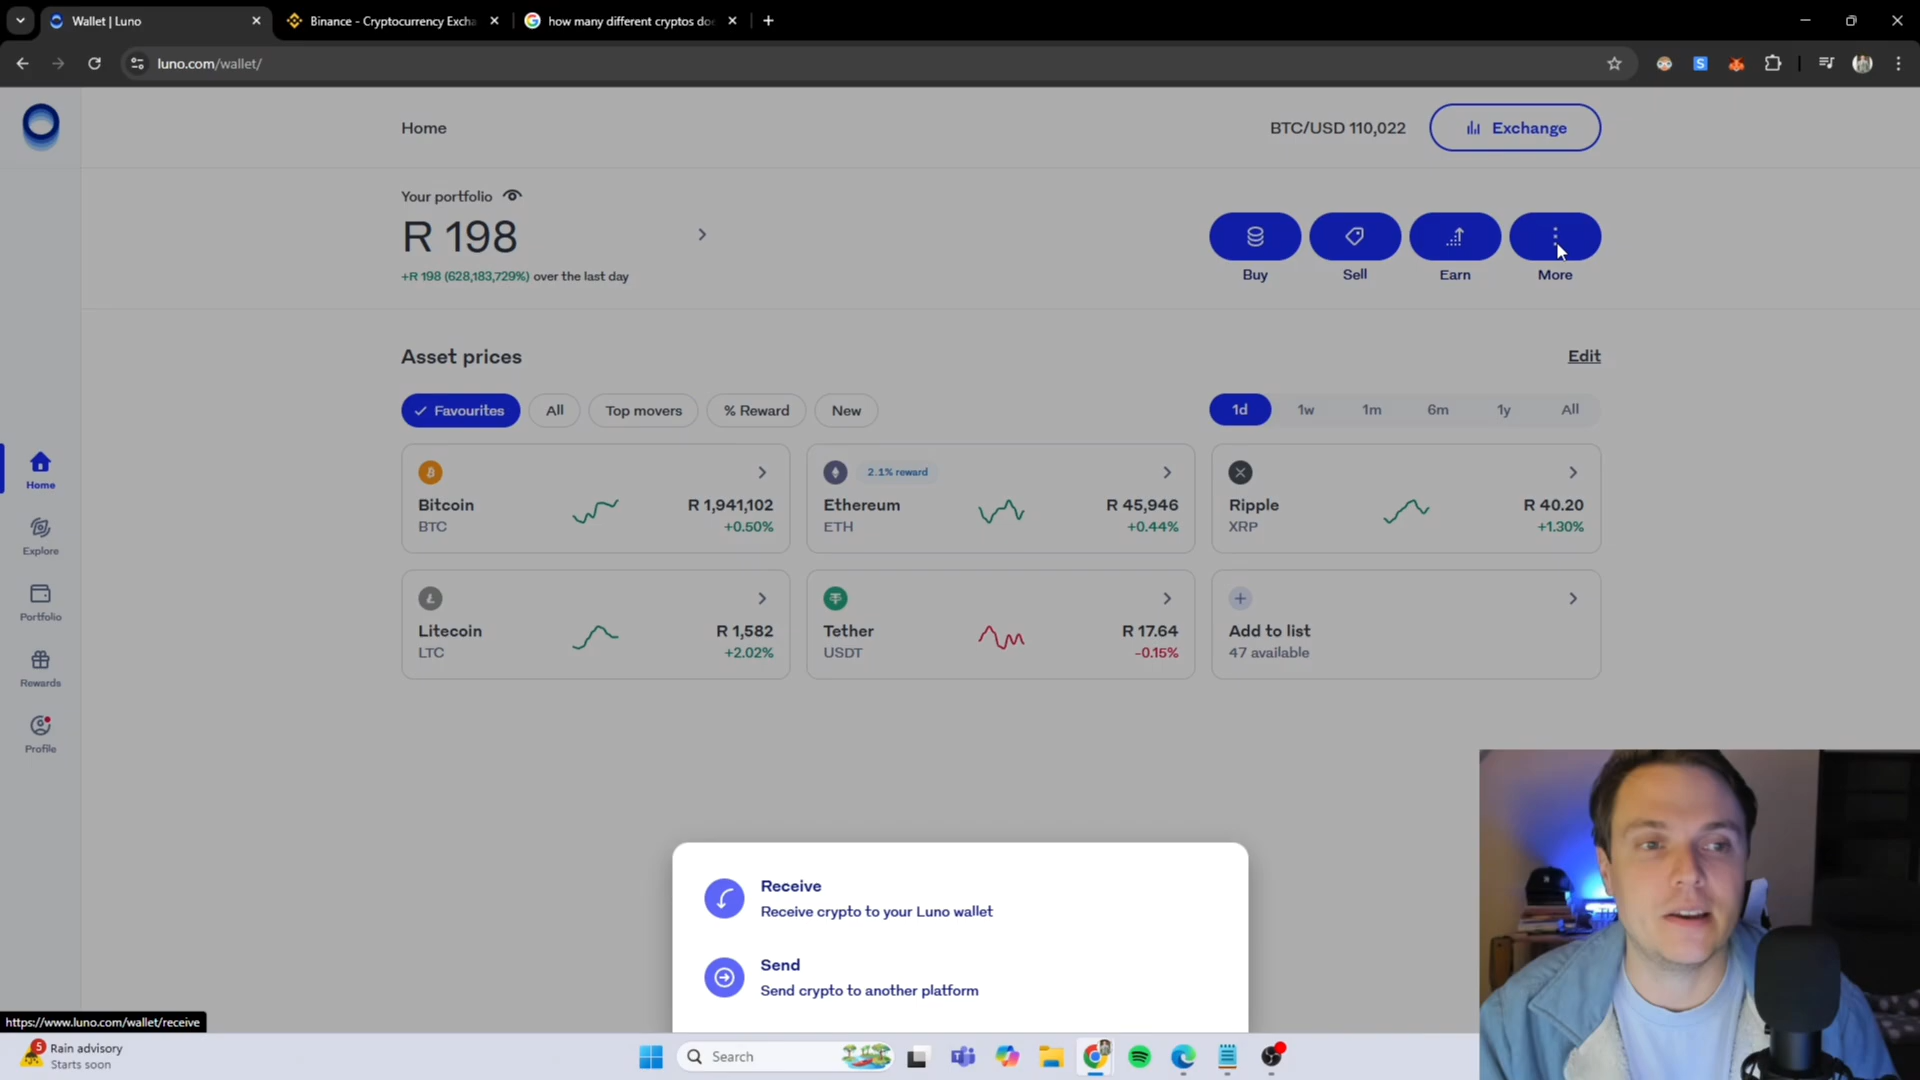 Wallet | Luno
Binance - Cryptocurrency Excha
how many different cryptos do
luno.com/wallet/
Home
BTC/USD 110,022
Exchange
Your portfolio
R 198
+R 198 (628,183,729%) over the last day
Buy
Sell
Earn
More
Asset prices
Edit
Favourites
All
Top movers
% Reward
New
1d
1w
1m
6m
1y
All
Bitcoin
BTC
R 1,941,102
+0.50%
2.1% reward
Ethereum
ETH
R 45,946
+0.44%
Ripple
XRP
R 40.20
+1.30%
Litecoin
LTC
R 1,582
+2.02%
Tether
USDT
R 17.64
-0.15%
Add to list
47 available
Home
Explore
Portfolio
Rewards
Profile
Receive
Receive crypto to your Luno wallet
Send
Send crypto to another platform
https://www.luno.com/wallet/receive
5
Rain advisory
Starts soon
Search